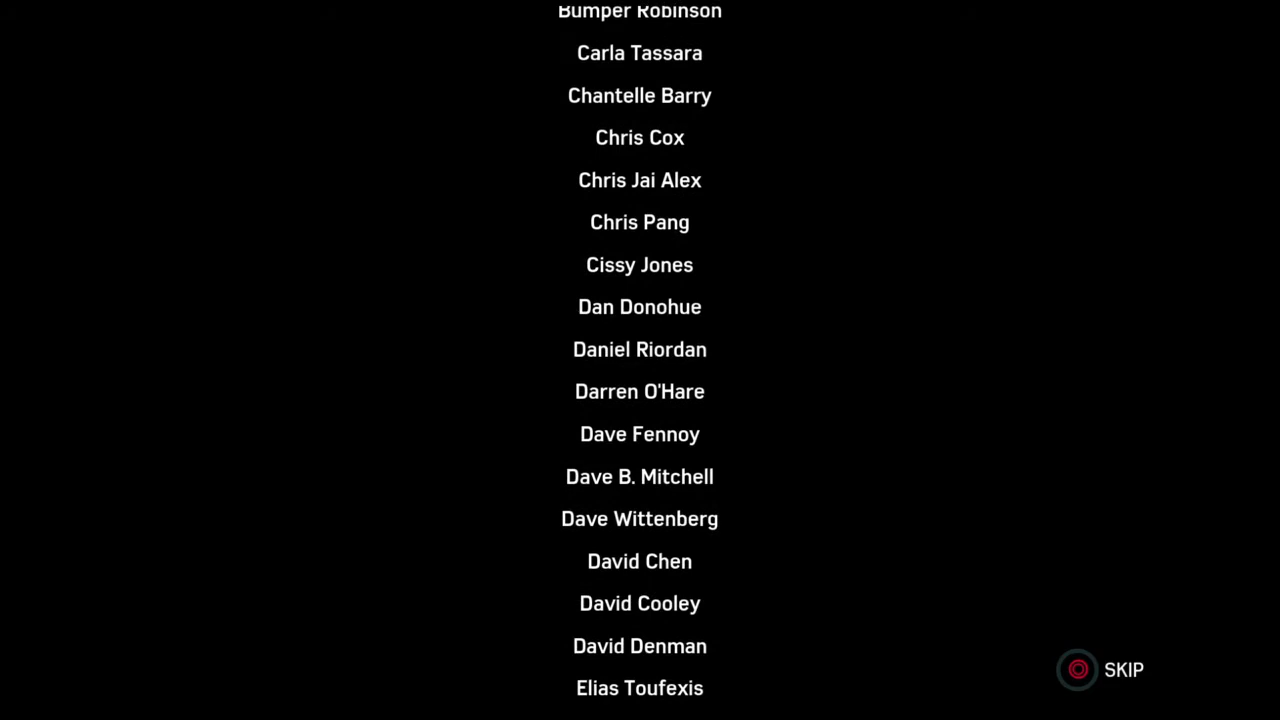 Bumper Robinson
Carla Tassara
Chantelle Barry
Chris Cox
Chris Jai Alex
Chris Pang
Cissy Jones
Dan Donohue
Daniel Riordan
Darren O'Hare
Dave Fennoy
Dave B. Mitchell
Dave Wittenberg
David Chen
David Cooley
David Denman
Elias Toufexis
SKIP